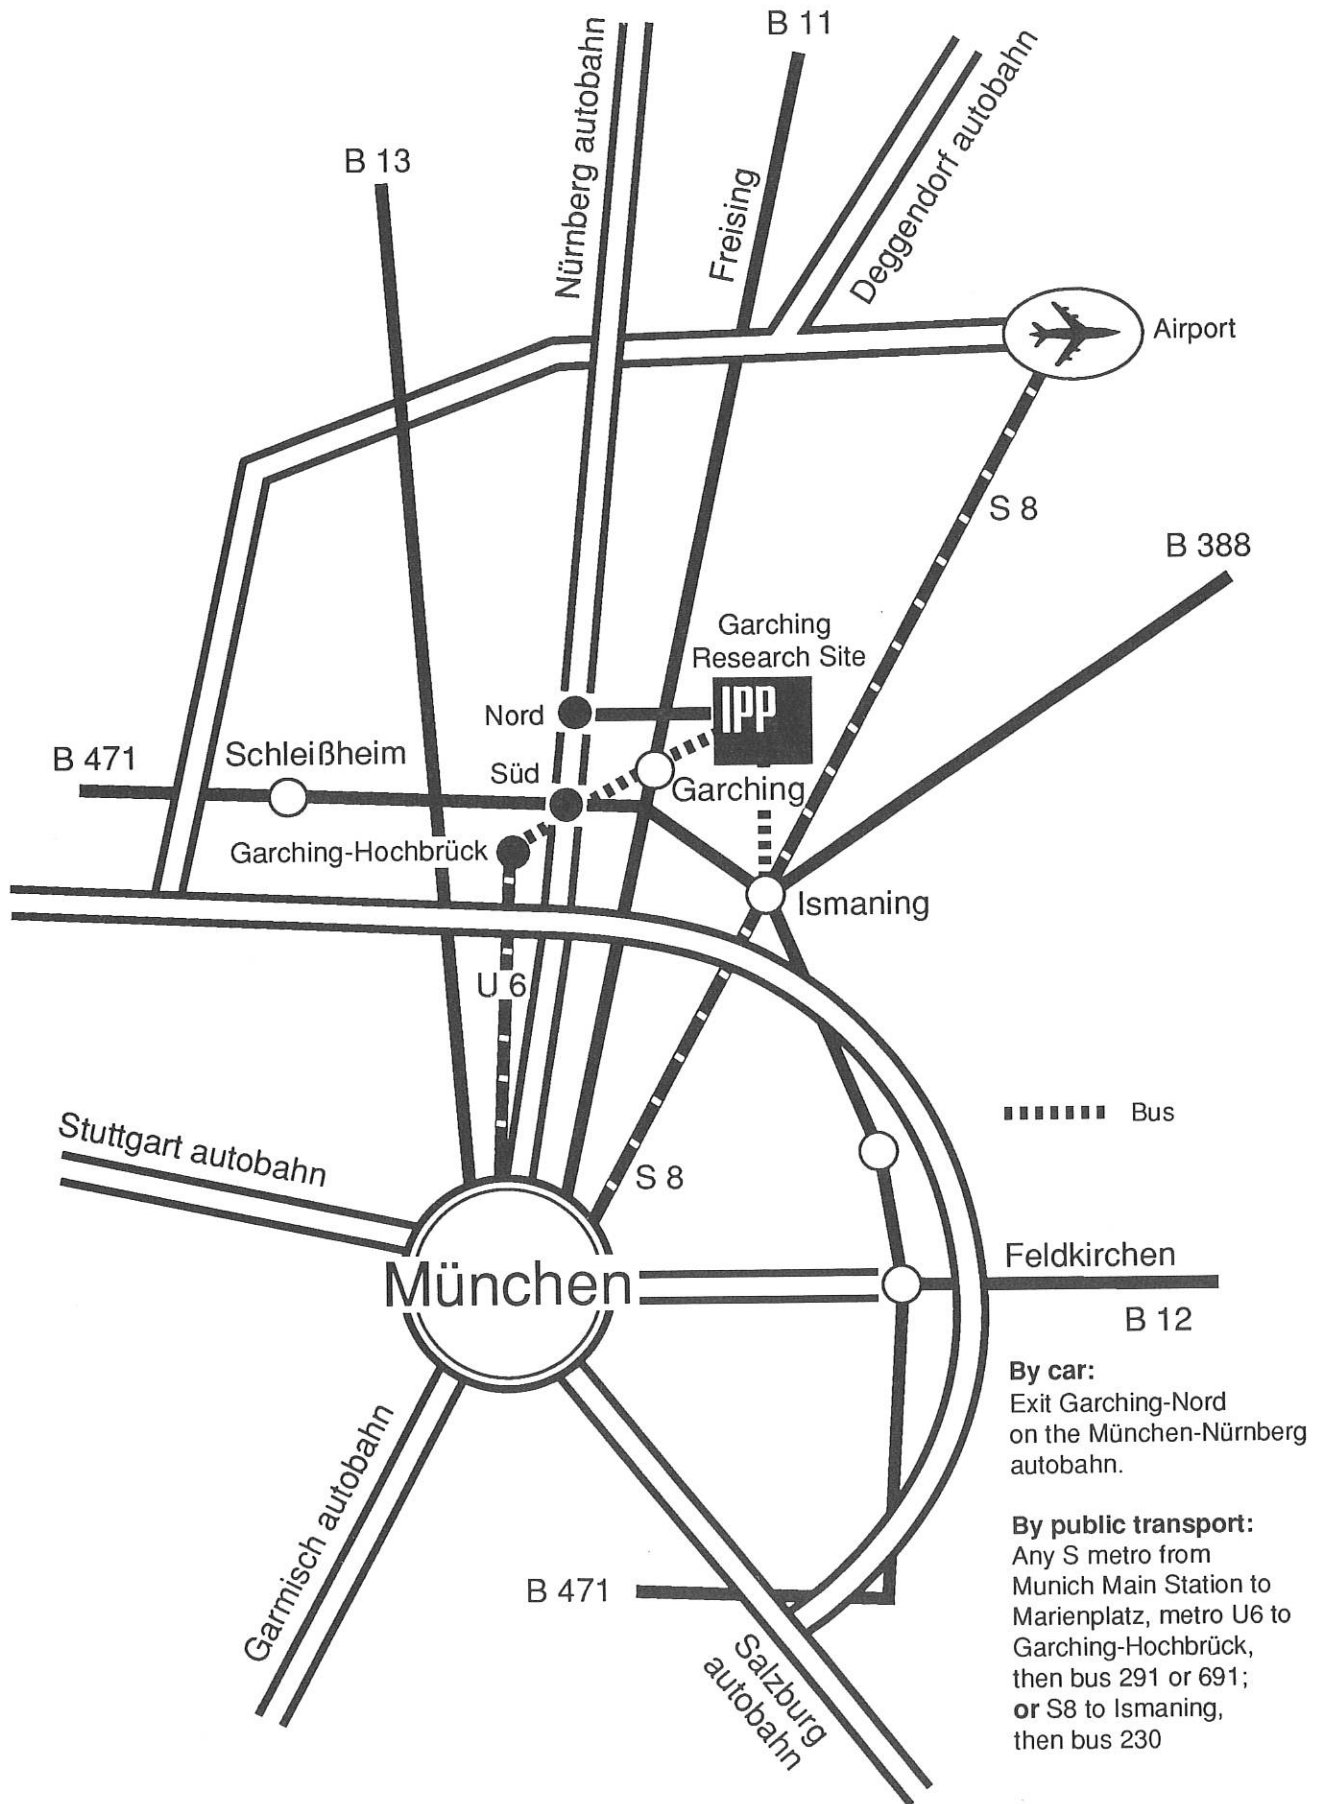 B 11
Nürnberg autobahn
Deggendorf autobahn
B 13
Freising
Airport
S 8
B 388
Garching
Research Site
IPP
Nord
B 471
Schleißheim
Süd
Garching
Garching-Hochbrück
Ismaning
U 6
Bus
Stuttgart autobahn
S 8
Feldkirchen
München
B 12
By car:
Exit Garching-Nord
on the München-Nürnberg
autobahn.
Garmisch autobahn
By public transport:
Any S metro from
Munich Main Station to
Marienplatz, metro U6 to
Garching-Hochbrück,
then bus 291 or 691;
or S8 to Ismaning,
then bus 230
B 471
Salzburg
autobahn